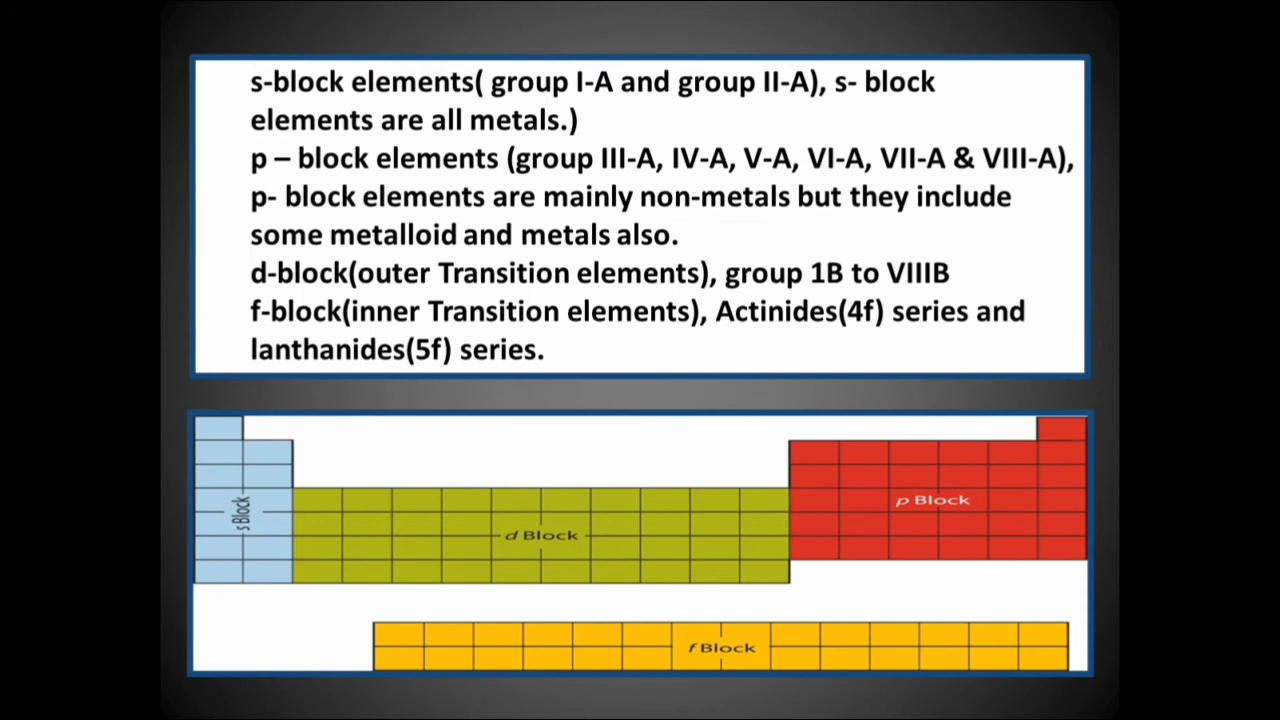 s-block elements( group I-A and group II-A), s- block
elements are all metals.)
p – block elements (group III-A, IV-A, V-A, VI-A, VII-A & VIII-A),
p- block elements are mainly non-metals but they include
some metalloid and metals also.
d-block(outer Transition elements), group 1B to VIIIB
f-block(inner Transition elements), Actinides(4f) series and
lanthanides(5f) series.
s Block
d Block
p Block
f Block